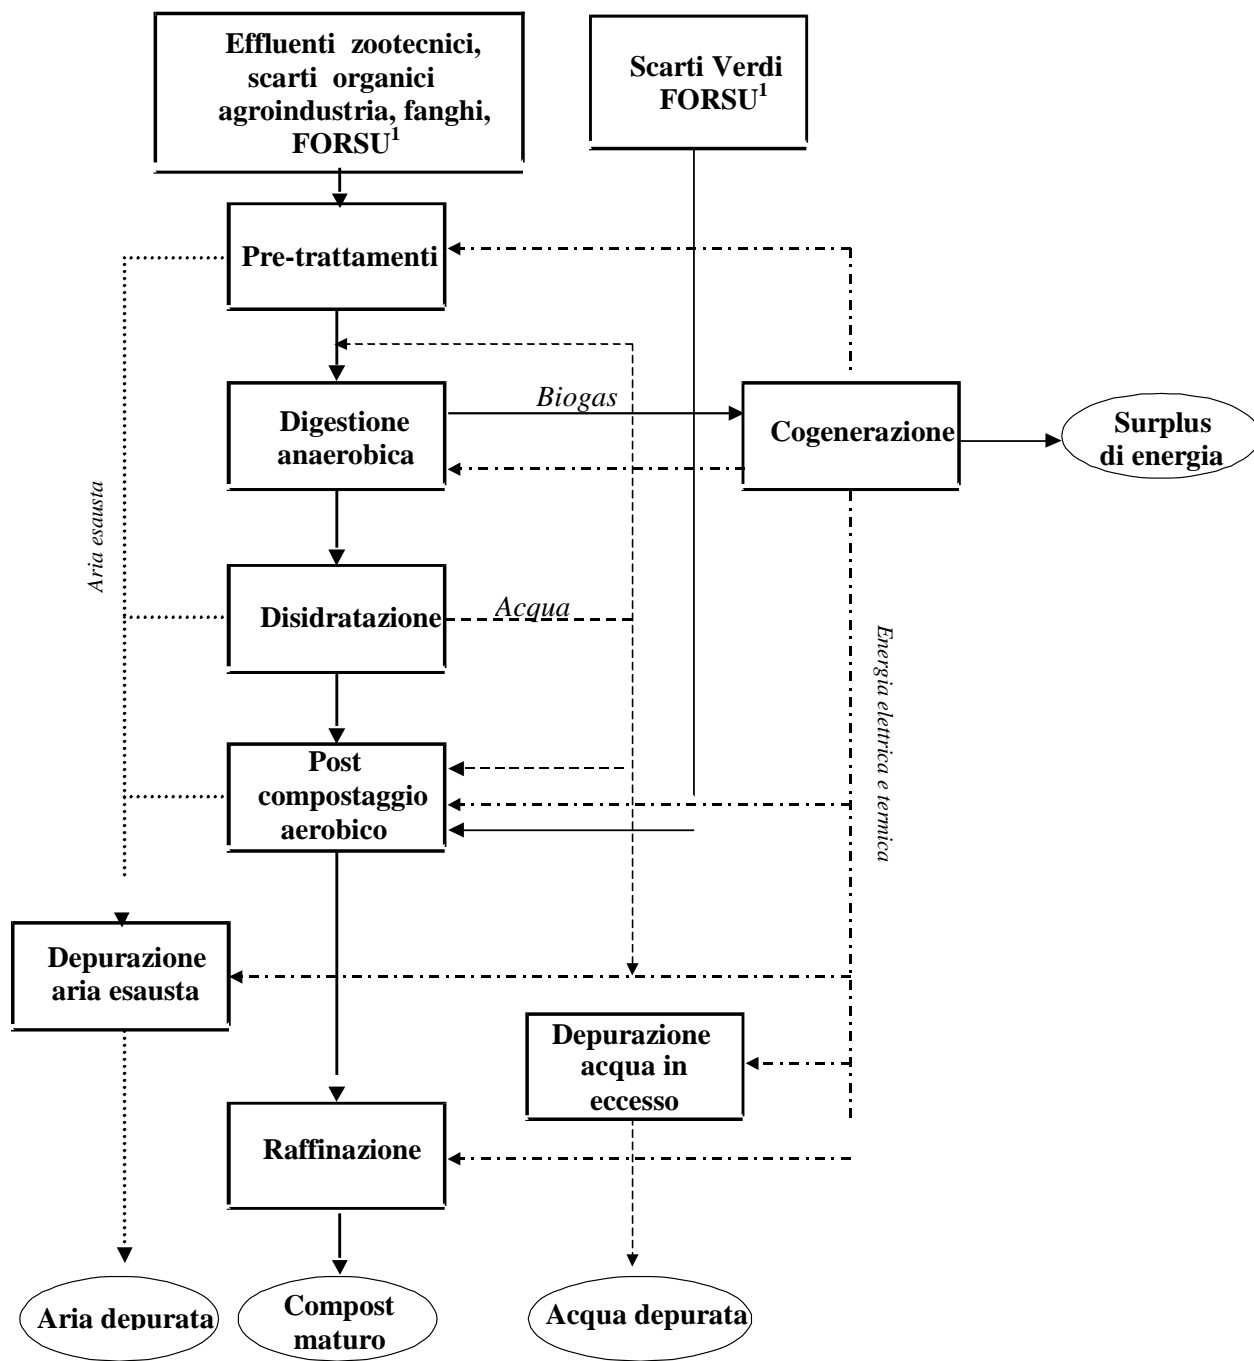 Effluenti zootecnici,
scarti organici
agroindustria, fanghi,
FORSU¹
Scarti Verdi
FORSU¹
Pre-trattamenti
Biogas
Digestione
anaerobica
Cogenerazione
Surplus
di energia
Aria esausta
Disidratazione
Acqua
Energia elettrica e termica
Post
compostaggio
aerobico
Depurazione
aria esausta
Depurazione
acqua in
eccesso
Raffinazione
Aria depurata
Compost
maturo
Acqua depurata